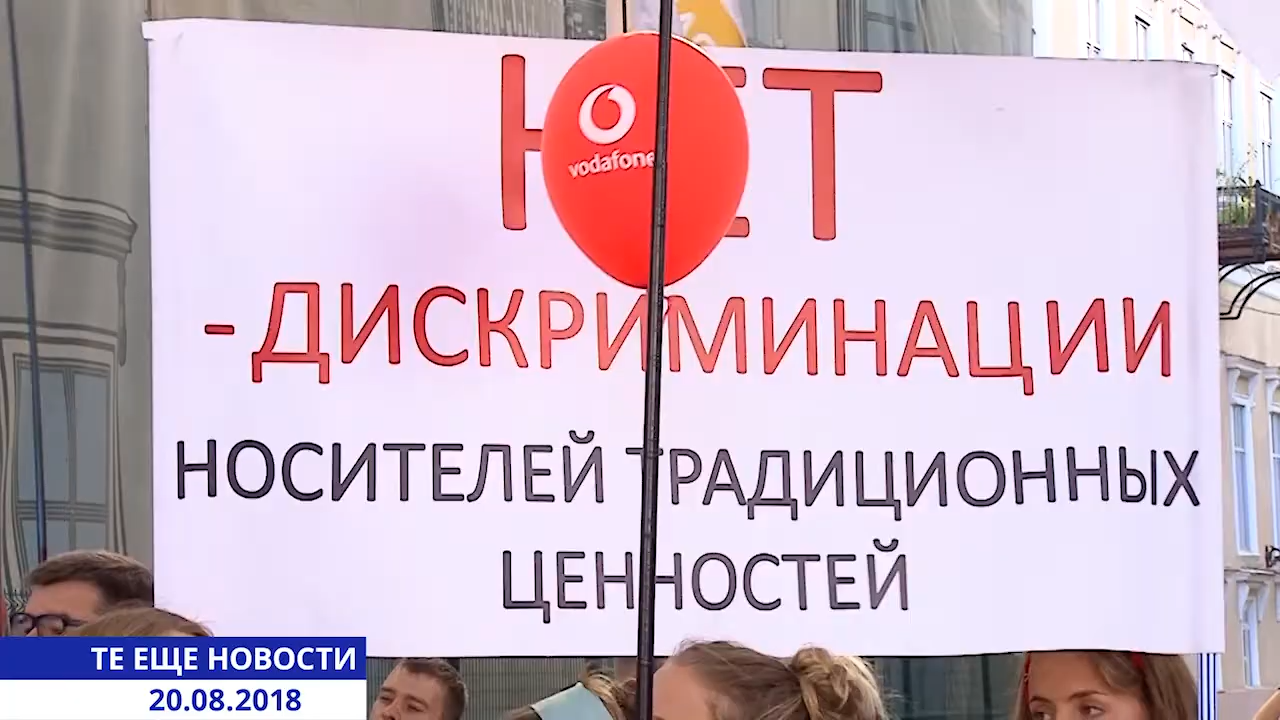 НЕТ
vodafone
-ДИСКРИМИНАЦИИ
НОСИТЕЛЕЙ ТРАДИЦИОННЫХ
ЦЕННОСТЕЙ
ТЕ ЕЩЕ НОВОСТИ
20.08.2018